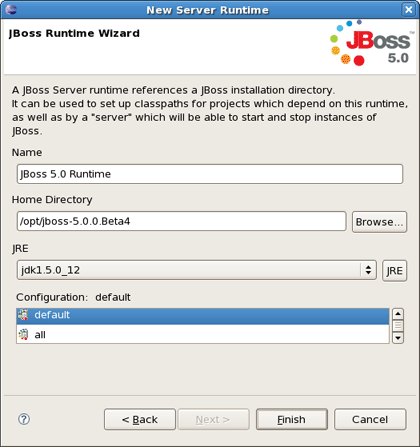 New Server Runtime
JBoss Runtime Wizard
JBoss
5.0
A JBoss Server runtime references a JBoss installation directory.
It can be used to set up classpaths for projects which depend on this runtime,
as well as by a "server" which will be able to start and stop instances of
JBoss.
Name
JBoss 5.0 Runtime
Home Directory
/opt/jboss-5.0.0.Beta4
Browse...
JRE
jdk1.5.0_12
JRE
Configuration: default
default
all
?
< Back
Next >
Finish
Cancel